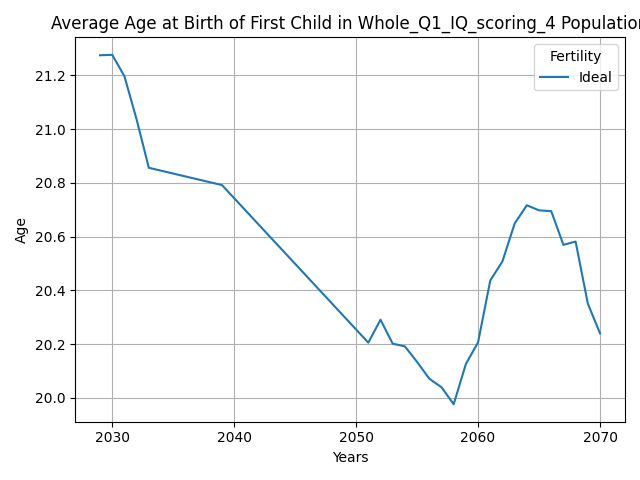 Average Age at Birth of First Child in Whole_Q1_IQ_scoring_4 Population
Fertility
Ideal
21.2
21.0
20.8
20.6
20.4
20.2
20.0
Age
2030 2040 2050 2060 2070
Years